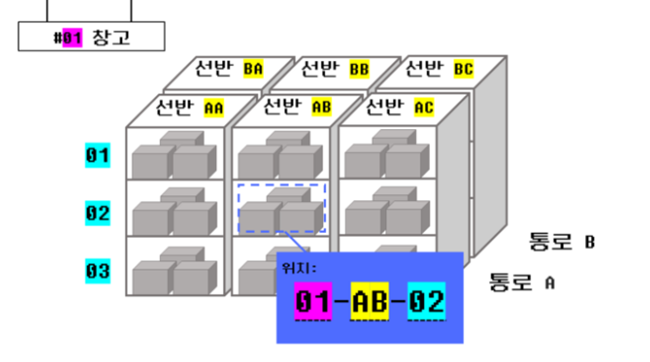 #01 창고
선반 BA
선반 BB
선반 BC
선반 AA
선반 AB
선반 AC
01
02
03
통로 B
통로 A
위치:
01-AB-02